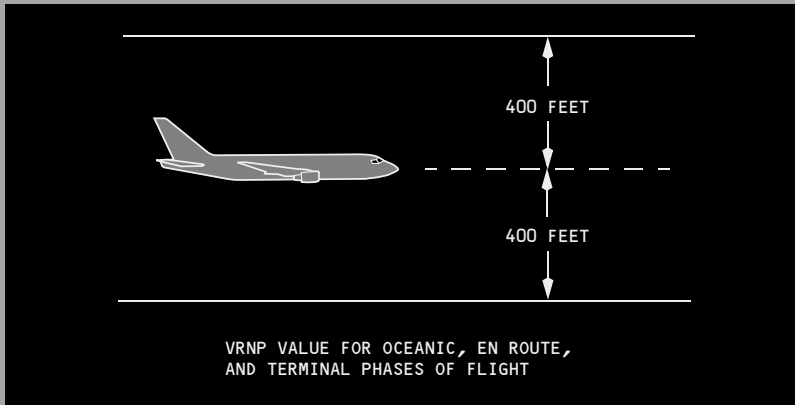 400 FEET
400 FEET
VRNP VALUE FOR OCEANIC, EN ROUTE,
AND TERMINAL PHASES OF FLIGHT